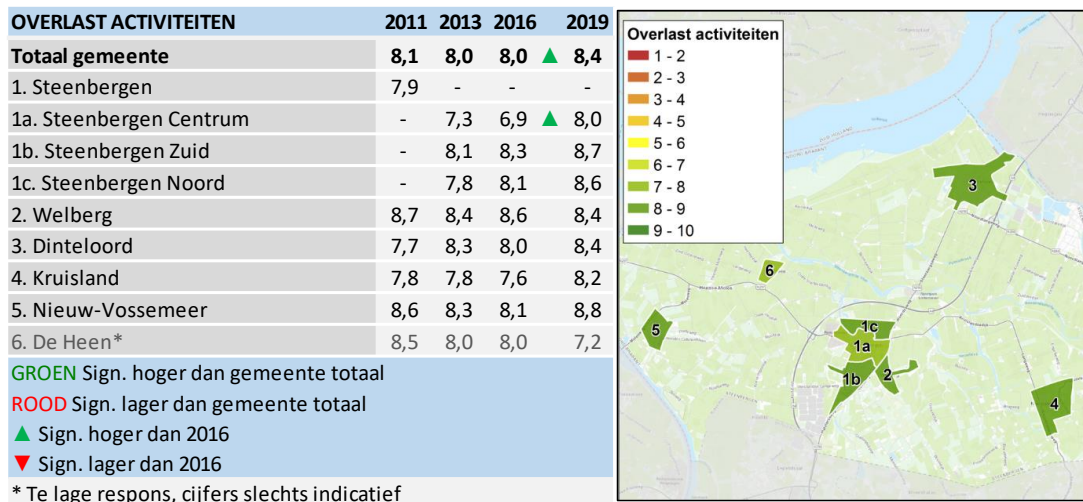 OVERLAST ACTIVITEITEN 2011 2013 2016 2019
Totaal gemeente 8,1 8,0 8,0 ▲ 8,4
1. Steenbergen 7,9 - - -
1a. Steenbergen Centrum - 7,3 6,9 ▲ 8,0
1b. Steenbergen Zuid - 8,1 8,3 8,7
1c. Steenbergen Noord - 7,8 8,1 8,6
2. Welberg 8,7 8,4 8,6 8,4
3. Dinteloord 7,7 8,3 8,0 8,4
4. Kruisland 7,8 7,8 7,6 8,2
5. Nieuw-Vossemeer 8,6 8,3 8,1 8,8
6. De Heen* 8,5 8,0 8,0 7,2
GROEN Sign. hoger dan gemeente totaal
ROOD Sign. lager dan gemeente totaal
▲ Sign. hoger dan 2016
▼ Sign. lager dan 2016
* Te lage respons, cijfers slechts indicatief
Overlast activiteiten
1 - 2
2 - 3
3 - 4
4 - 5
5 - 6
6 - 7
7 - 8
8 - 9
9 - 10
3
6
5
1c
1a
1b
2
4